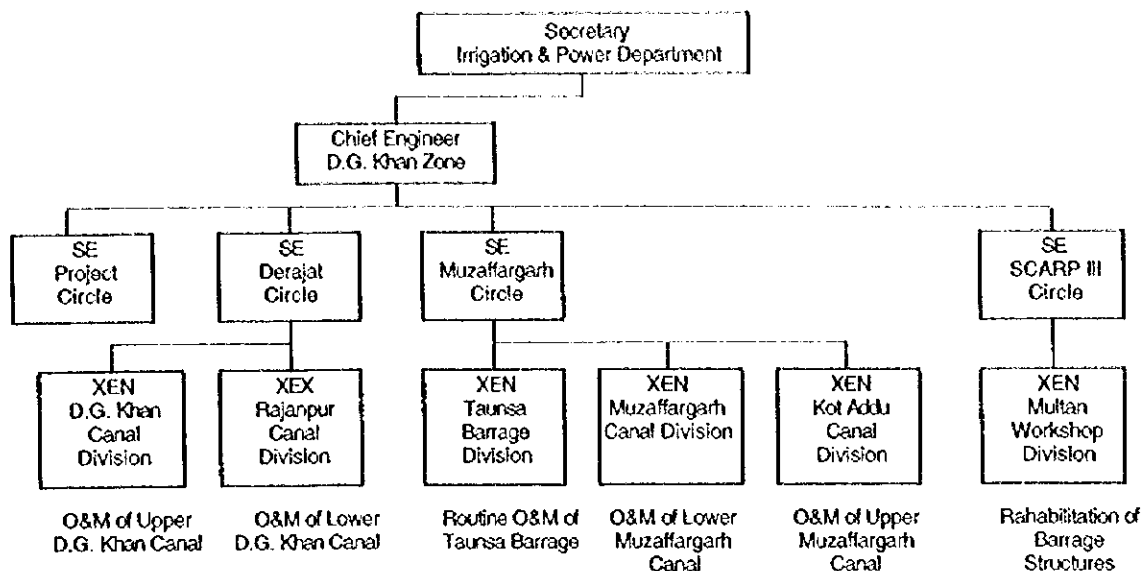 Secretary
Irrigation & Power Department
Chief Engineer
D.G. Khan Zone
SE
Project
Circle
SE
Derajat
Circle
SE
Muzaffargarh
Circle
SE
SCARP III
Circle
XEN
D.G. Khan
Canal
Division
XEX
Rajanpur
Canal
Division
XEN
Taunsa
Barrage
Division
XEN
Muzaffargarh
Canal Division
XEN
Kot Addu
Canal
Division
XEN
Multan
Workshop
Division
O&M of Upper
D.G. Khan Canal
O&M of Lower
D.G. Khan Canal
Routine O&M of
Taunsa Barrage
O&M of Lower
Muzaffargarh
Canal
O&M of Upper
Muzaffargarh
Canal
Rahabilitation of
Barrage
Structures